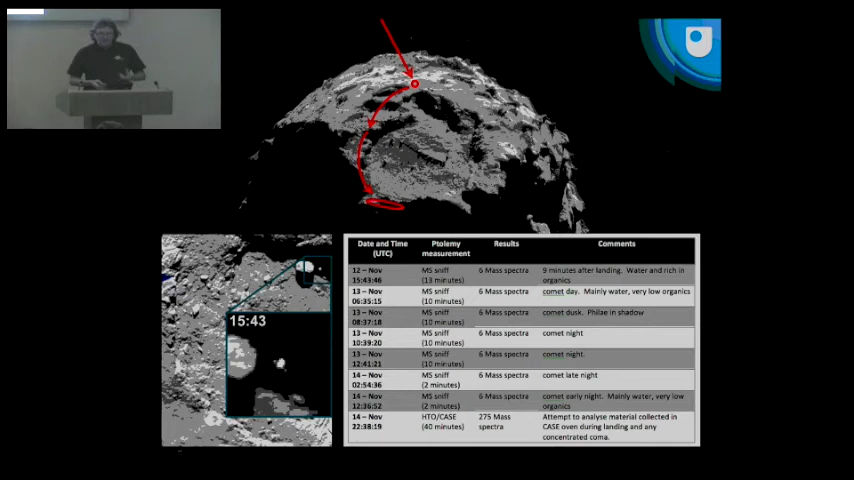 15:43
Date and Time (UTC) Ptolemy measurement Results Comments
12 – Nov 15:43:46 MS sniff (13 minutes) 6 Mass spectra 9 minutes after landing. Water and rich in organics
13 – Nov 06:35:15 MS sniff (10 minutes) 6 Mass spectra comet day. Mainly water, very low organics
13 – Nov 08:37:18 MS sniff (10 minutes) 6 Mass spectra comet dusk. Philae in shadow
13 – Nov 10:39:20 MS sniff (10 minutes) 6 Mass spectra comet night
13 – Nov 12:41:21 MS sniff (10 minutes) 6 Mass spectra comet night.
14 – Nov 02:54:36 MS sniff (2 minutes) 6 Mass spectra comet late night
14 – Nov 12:36:52 MS sniff (2 minutes) 6 Mass spectra comet early night. Mainly water, very low organics
14 – Nov 22:38:19 HTO/CASE (40 minutes) 275 Mass spectra Attempt to analyse material collected in CASE oven during landing and any concentrated coma.